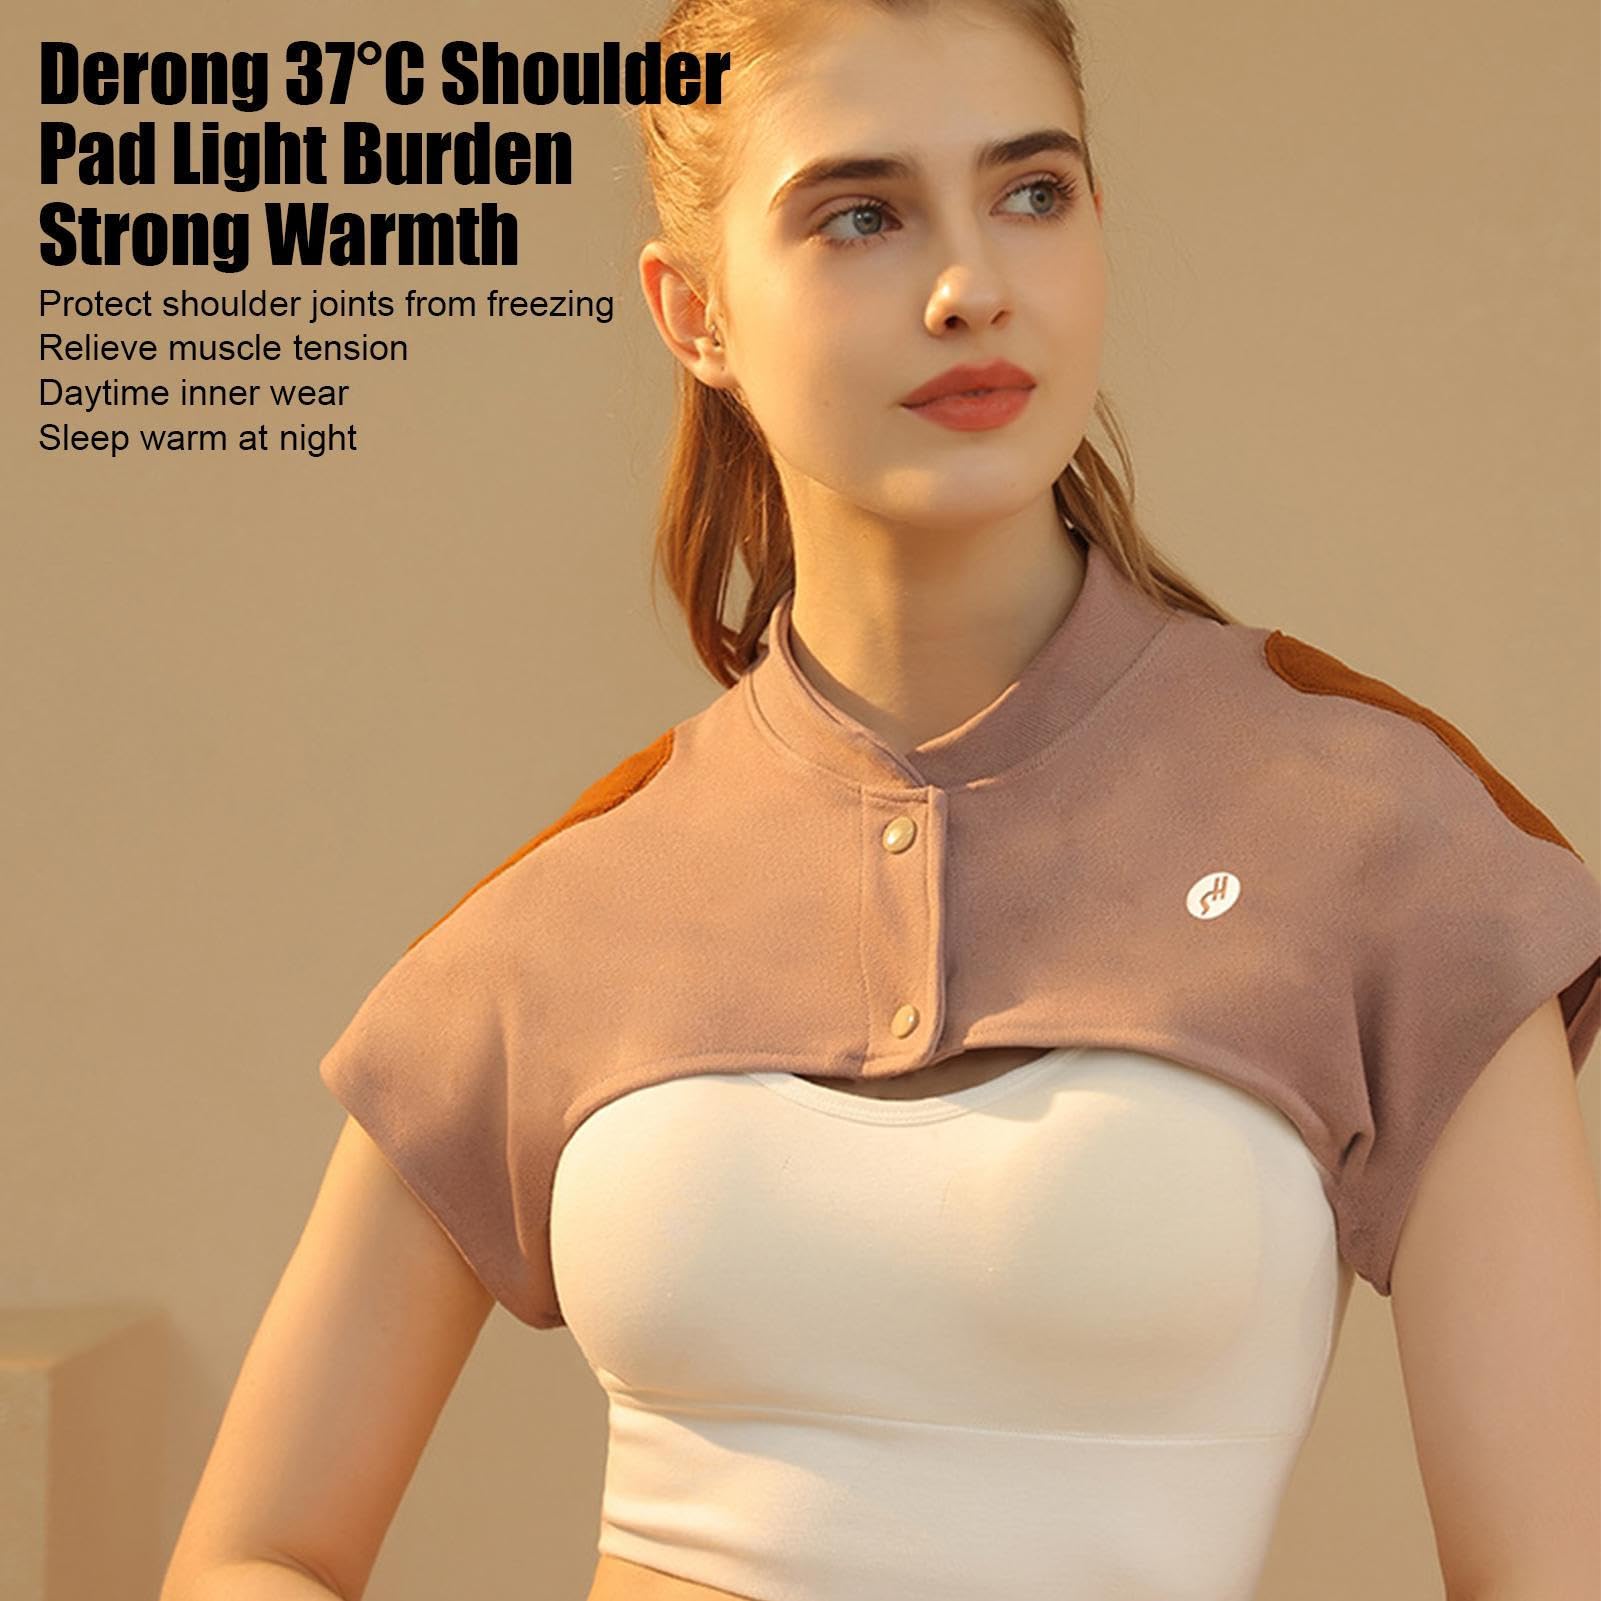 Derong 37°C Shoulder
Pad Light Burden
Strong Warmth
Protect shoulder joints from freezing
Relieve muscle tension
Daytime inner wear
Sleep warm at night